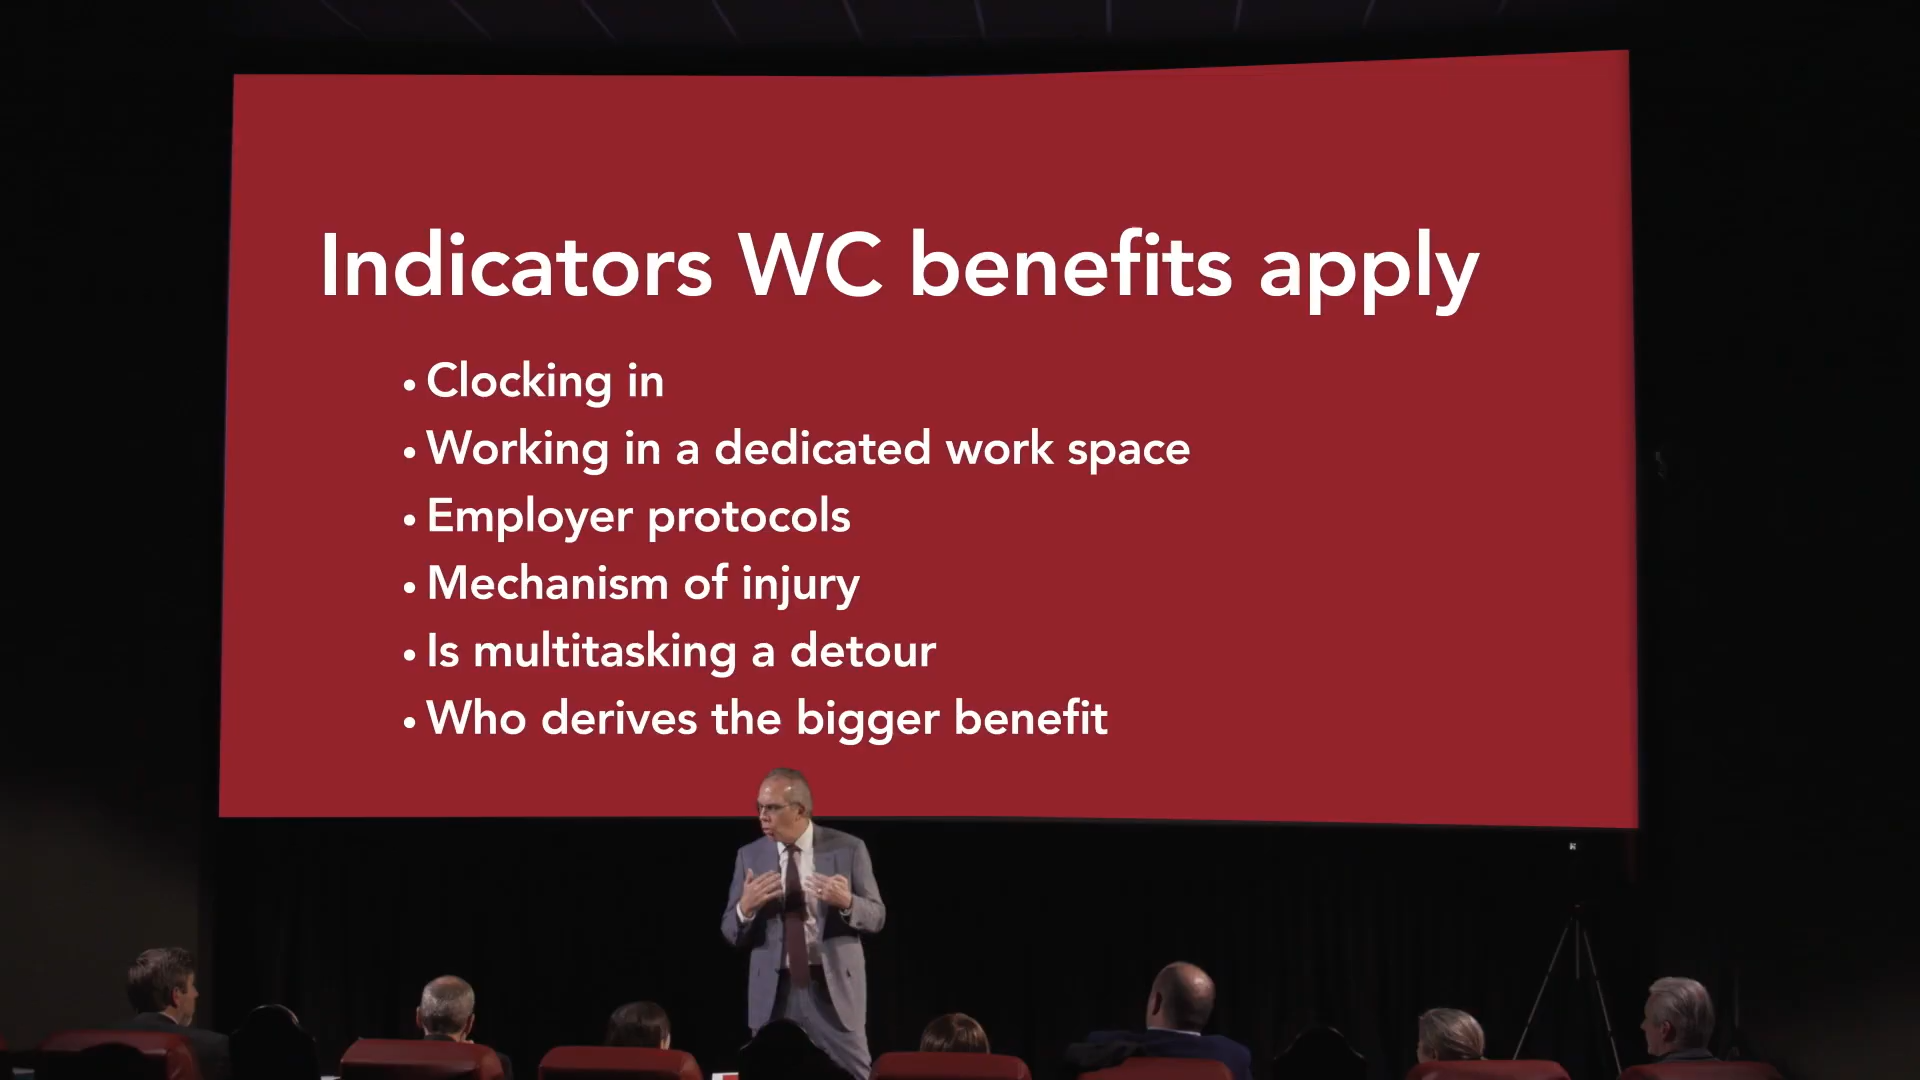 Indicators WC benefits apply
• Clocking in
• Working in a dedicated work space
• Employer protocols
• Mechanism of injury
• Is multitasking a detour
• Who derives the bigger benefit